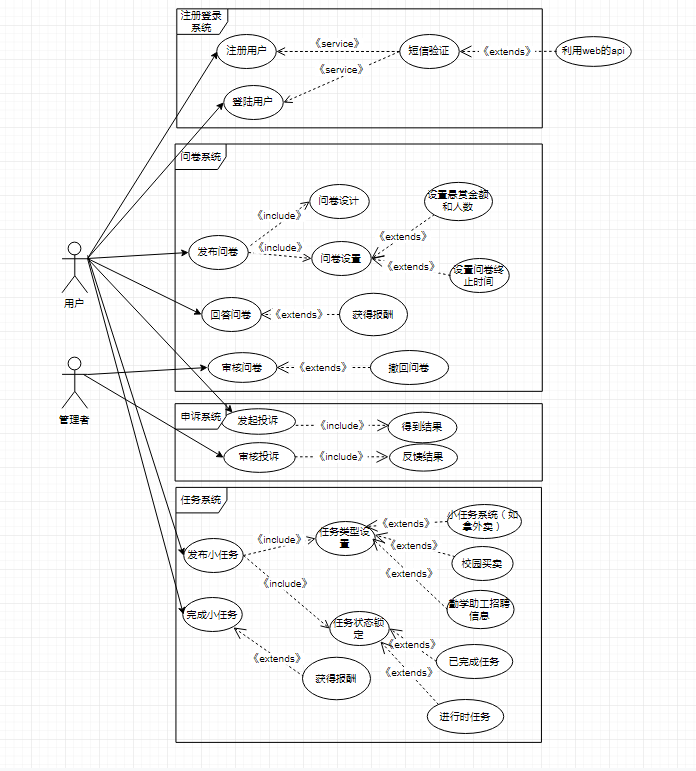 注册登录
系统
注册用户
《service》
短信验证
《extends》
利用web的api
《service》
登陆用户
问卷系统
问卷设计
设置悬赏金额
和人数
《include》
发布问卷
《include》
问卷设置
《extends》
《extends》
设置问卷终
止时间
用户
回答问卷
《extends》
获得报酬
审核问卷
《extends》
撤回问卷
管理者
申诉系统
发起投诉
《include》
得到结果
审核投诉
《include》
反馈结果
任务系统
发布小任务
《include》
任务类型设
置
《extends》
小任务系统（如
拿外卖）
《extends》
校园买卖
《extends》
勤学助工招聘
信息
《include》
完成小任务
任务状态锁
定
《extends》
已完成任务
《extends》
获得报酬
《extends》
进行时任务